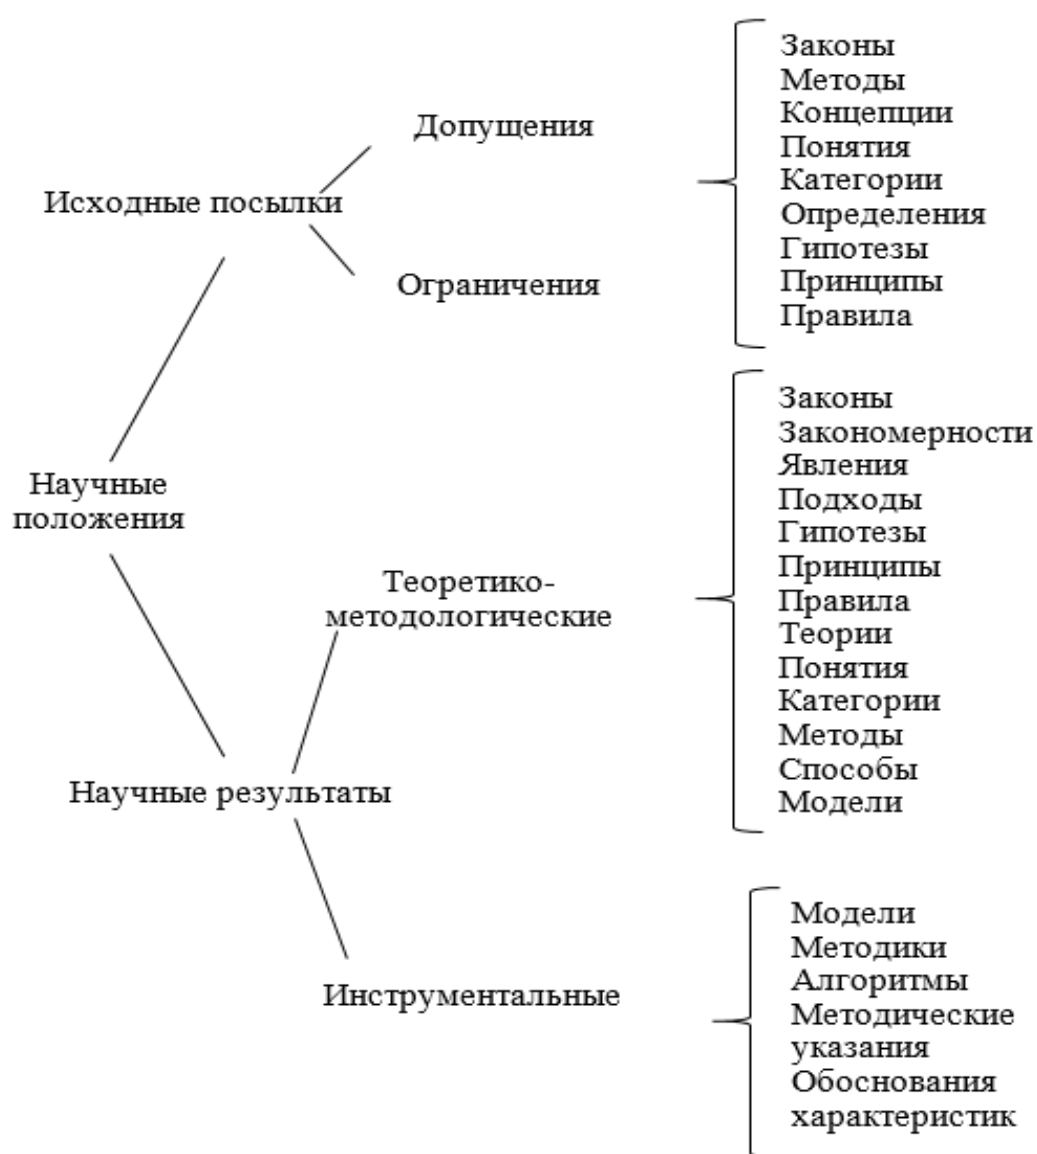 Допущения
Исходные посылки
Ограничения
Законы
Методы
Концепции
Понятия
Категории
Определения
Гипотезы
Принципы
Правила
Научные
положения
Теоретико-
методологические
Законы
Закономерности
Явления
Подходы
Гипотезы
Принципы
Правила
Теории
Понятия
Категории
Методы
Способы
Модели
Научные результаты
Инструментальные
Модели
Методики
Алгоритмы
Методические
указания
Обоснования
характеристик